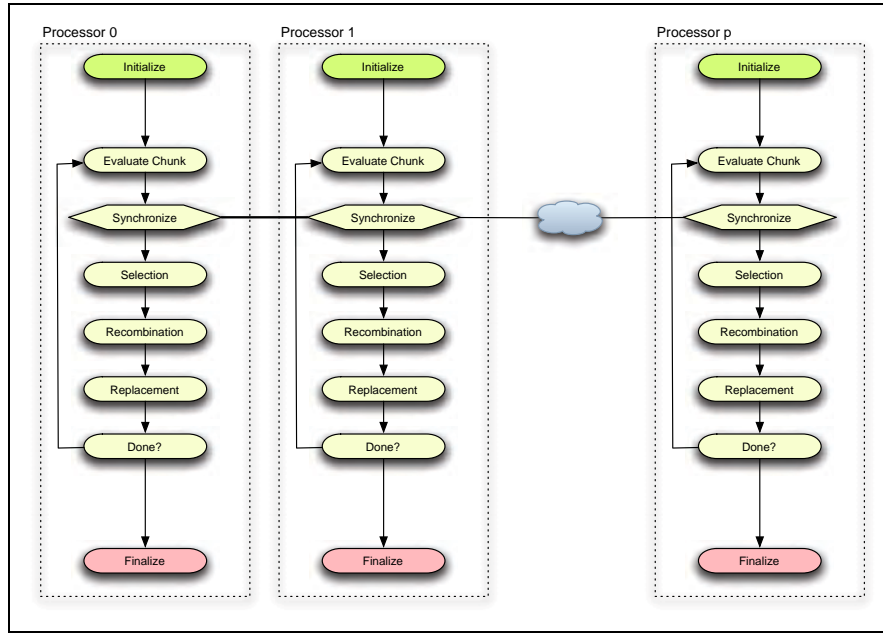 Processor 0
Initialize
Evaluate Chunk
Synchronize
Selection
Recombination
Replacement
Done?
Finalize
Processor 1
Initialize
Evaluate Chunk
Synchronize
Selection
Recombination
Replacement
Done?
Finalize
Processor p
Initialize
Evaluate Chunk
Synchronize
Selection
Recombination
Replacement
Done?
Finalize